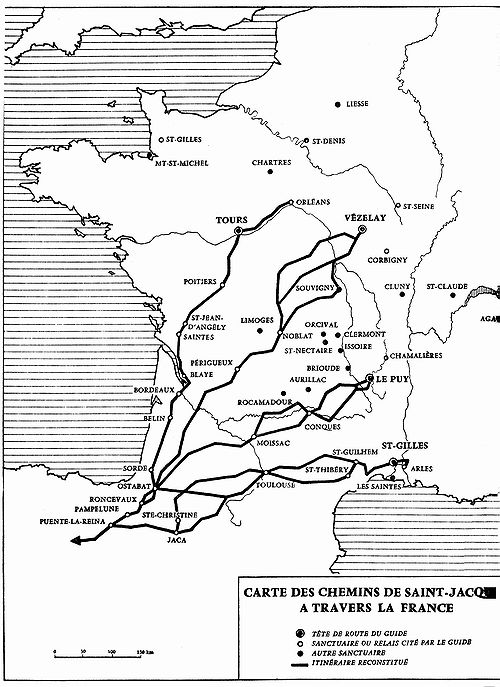 LIESSE
ST-GILLES
ST-DENIS
MT-ST-MICHEL
CHARTRES
ORLÉANS
ST-SEINE
TOURS
VÉZELAY
CORBIGNY
POITIERS
SOUVIGNY
CLUNY
ST-CLAUDE
ST-JEAN-
D'ANGÉLY
SAINTES
LIMOGES
ORCIVAL
CLERMONT
NOBLAT
ST-NECTAIRE
ISSOIRE
CHAMALIÈRES
PÉRIGUEUX
BLAYE
BRIOUDE
LE PUY
AURILLAC
BORDEAUX
ROCAMADOUR
BELIN
CONQUES
MOISSAC
ST-GILLES
ST-GUILHEM
SORDE
ST-THIBÉRY
ARLES
OSTABAT
TOULOUSE
LES SAINTES
RONCEVAUX
PAMPELUNE
STE-CHRISTINE
PUENTE-LA-REINA
JACA
CARTE DES CHEMINS DE SAINT-JACQ
A TRAVERS LA FRANCE
TÊTE DE ROUTE DU GUIDE
SANCTUAIRE OU RELAIS CITÉ PAR LE GUIDE
AUTRE SANCTUAIRE
ITINÉRAIRE RECONSTITUÉ
0 50 100 150 km